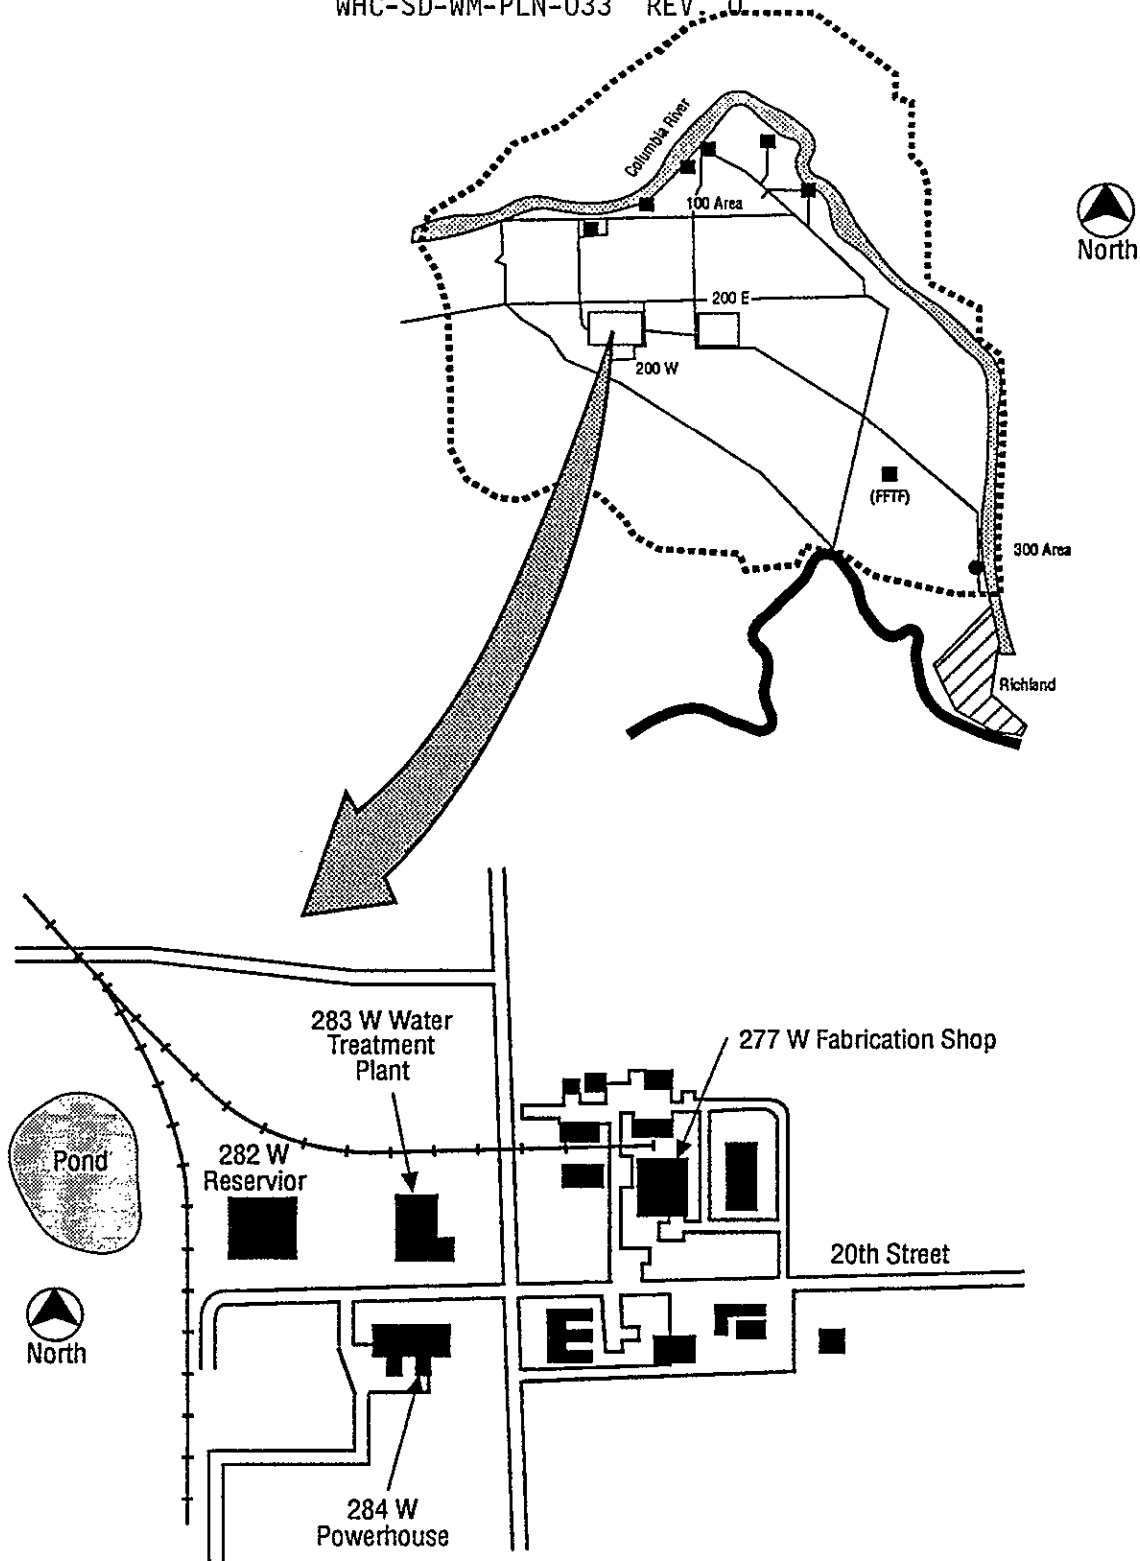 WHC-SD-WM-PLN-033 REV. 0
Columbia River
100 Area
North
200 E
200 W
(FFTF)
300 Area
Richland
283 W Water
Treatment
Plant
277 W Fabrication Shop
Pond
282 W
Reservior
20th Street
North
284 W
Powerhouse